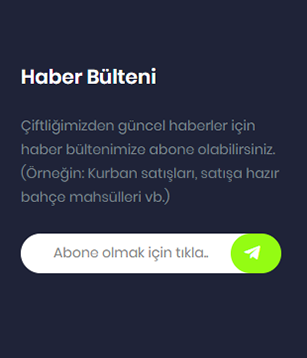 Haber Bülteni
Çiftliğimizden güncel haberler için
haber bültenimize abone olabilirsiniz.
(Örneğin: Kurban satışları, satışa hazır
bahçe mahsülleri vb.)
Abone olmak için tıkla..